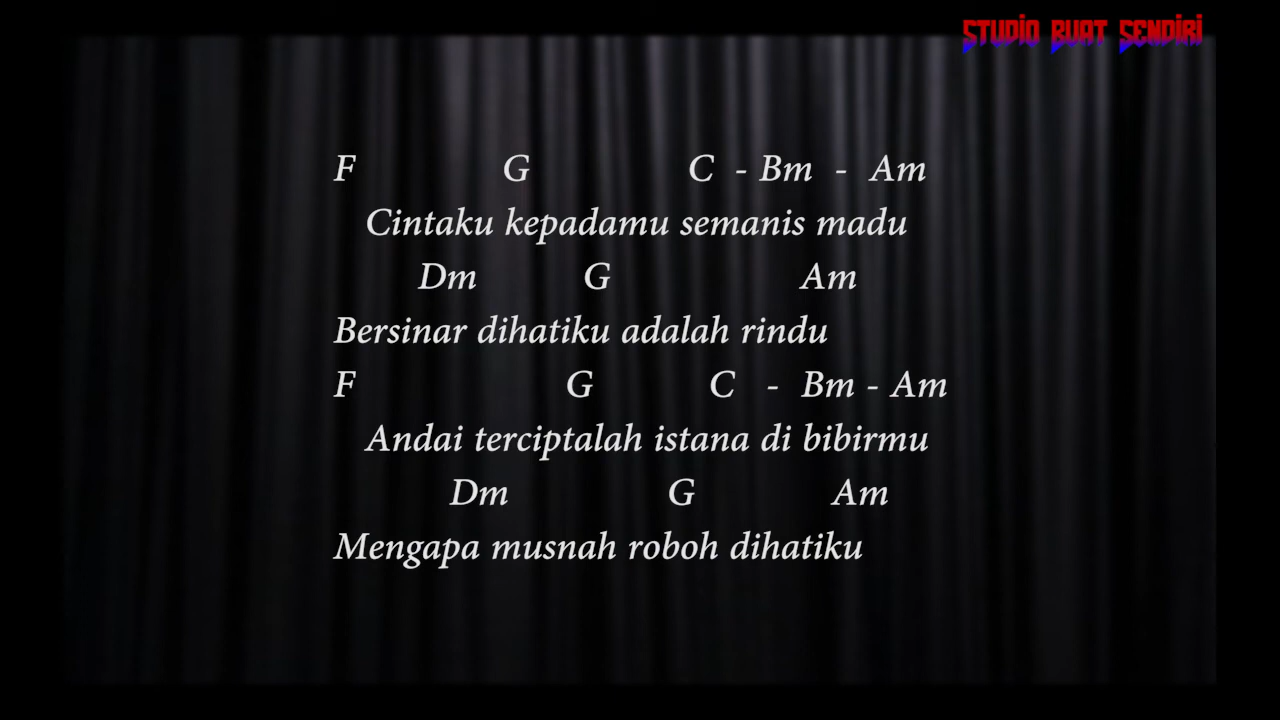 STUDIO BUAT SENDIRI
F G C - Bm - Am
Cintaku kepadamu semanis madu
Dm G Am
Bersinar dihatiku adalah rindu
F G C - Bm - Am
Andai terciptalah istana di bibirmu
Dm G Am
Mengapa musnah roboh dihatiku